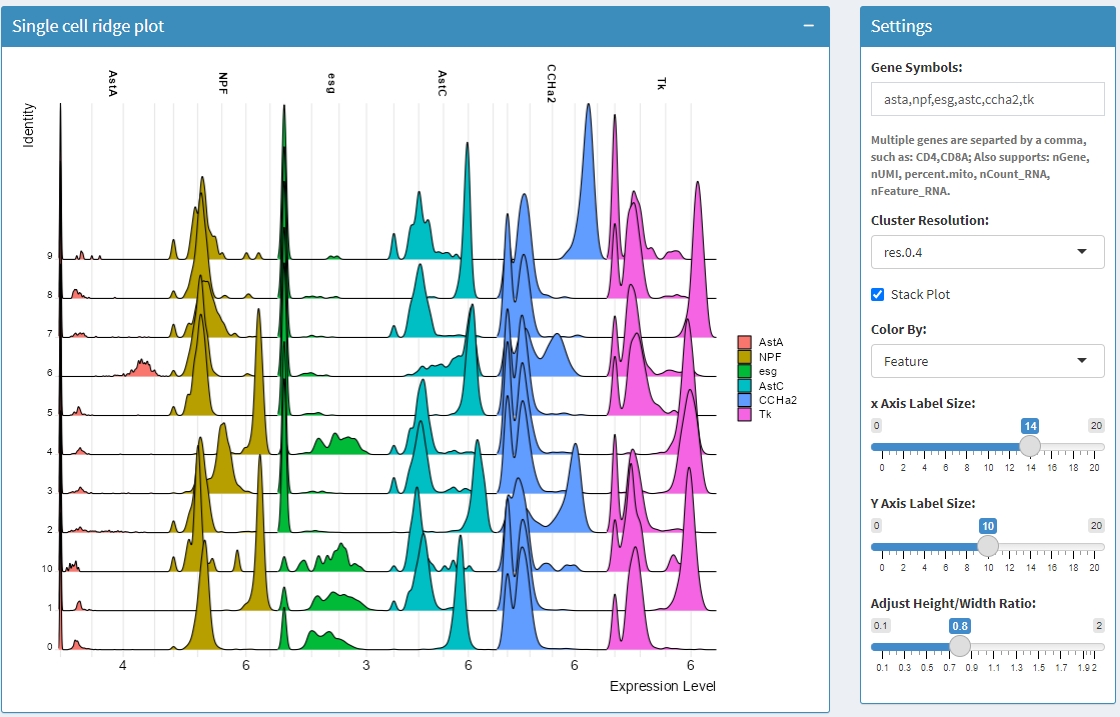 Single cell ridge plot
–
AstA
NPF
esg
AstC
CCHa2
Tk
Identity
9
8
7
6
5
4
3
2
10
1
0
4
6
3
6
6
6
Expression Level
AstA
NPF
esg
AstC
CCHa2
Tk
Settings
Gene Symbols:
asta,npf,esg,astc,ccha2,tk
Multiple genes are separted by a comma,
such as: CD4,CD8A; Also supports: nGene,
nUMI, percent.mito, nCount_RNA,
nFeature_RNA.
Cluster Resolution:
res.0.4
Stack Plot
Color By:
Feature
x Axis Label Size:
0 14 20
0 2 4 6 8 10 12 14 16 18 20
Y Axis Label Size:
0 10 20
0 2 4 6 8 10 12 14 16 18 20
Adjust Height/Width Ratio:
0.1 0.8 2
0.1 0.3 0.5 0.7 0.9 1.1 1.3 1.5 1.7 1.9 2